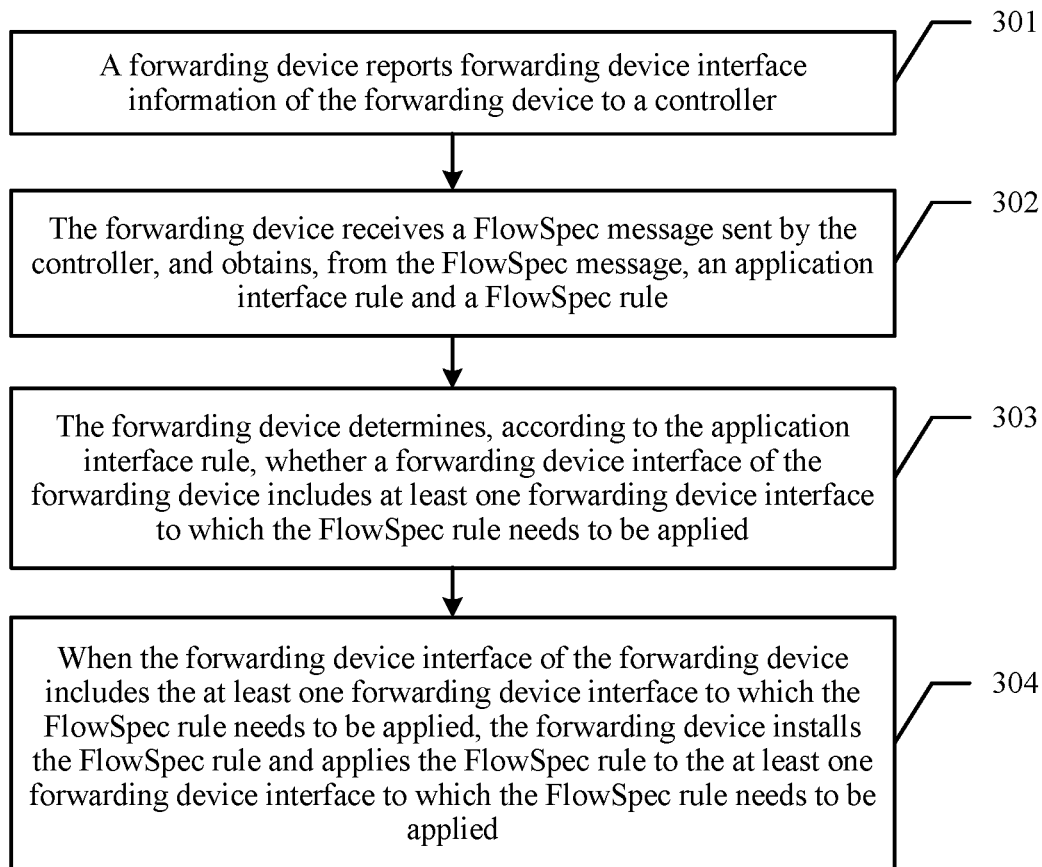 301
A forwarding device reports forwarding device interface
information of the forwarding device to a controller
302
The forwarding device receives a FlowSpec message sent by the
controller, and obtains, from the FlowSpec message, an application
interface rule and a FlowSpec rule
303
The forwarding device determines, according to the application
interface rule, whether a forwarding device interface of the
forwarding device includes at least one forwarding device interface
to which the FlowSpec rule needs to be applied
304
When the forwarding device interface of the forwarding device
includes the at least one forwarding device interface to which the
FlowSpec rule needs to be applied, the forwarding device installs
the FlowSpec rule and applies the FlowSpec rule to the at least one
forwarding device interface to which the FlowSpec rule needs to be
applied